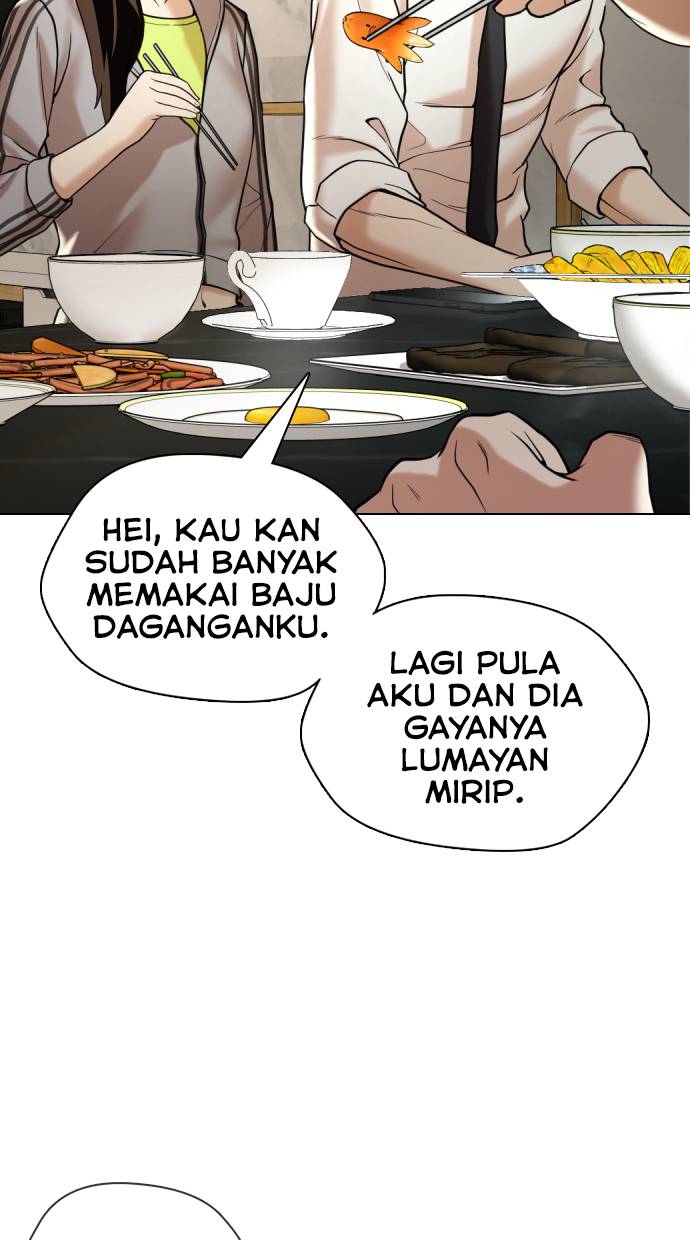 HEI, KAU KAN
SUDAH BANYAK
MEMAKAI BAJU
DAGANGANKU.
LAGI PULA
AKU DAN DIA
GAYANYA
LUMAYAN
MIRIP.